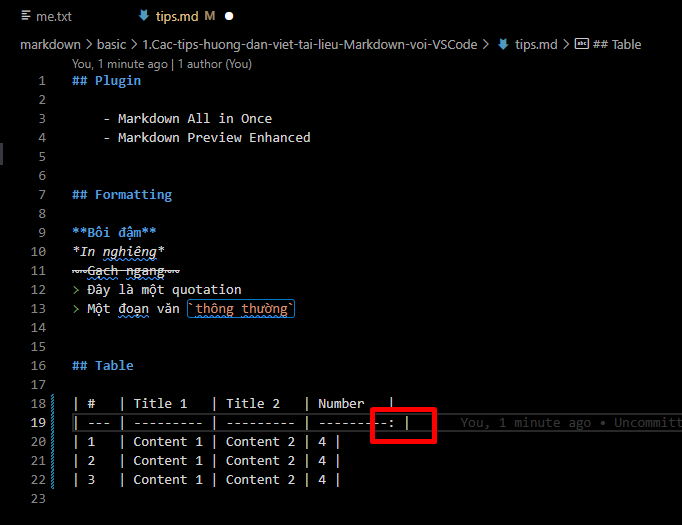 me.txt
tips.md M
markdown > basic > 1.Cac-tips-huong-dan-viet-tai-lieu-Markdown-voi-VSCode > tips.md > abc ## Table
You, 1 minute ago | 1 author (You)
1 ## Plugin
2
3 - Markdown All in Once
4 - Markdown Preview Enhanced
5
6
7 ## Formatting
8
9 **Bôi đậm**
10 *In nghiêng*
11 ~~Gạch ngang~~
12 > Đây là một quotation
13 > Một đoạn văn `thông thường`
14
15
16 ## Table
17
18 | # | Title 1 | Title 2 | Number |
19 | --- | --------- | --------- | ---------: | You, 1 minute ago • Uncommitt
20 | 1 | Content 1 | Content 2 | 4 |
21 | 2 | Content 1 | Content 2 | 4 |
22 | 3 | Content 1 | Content 2 | 4 |
23